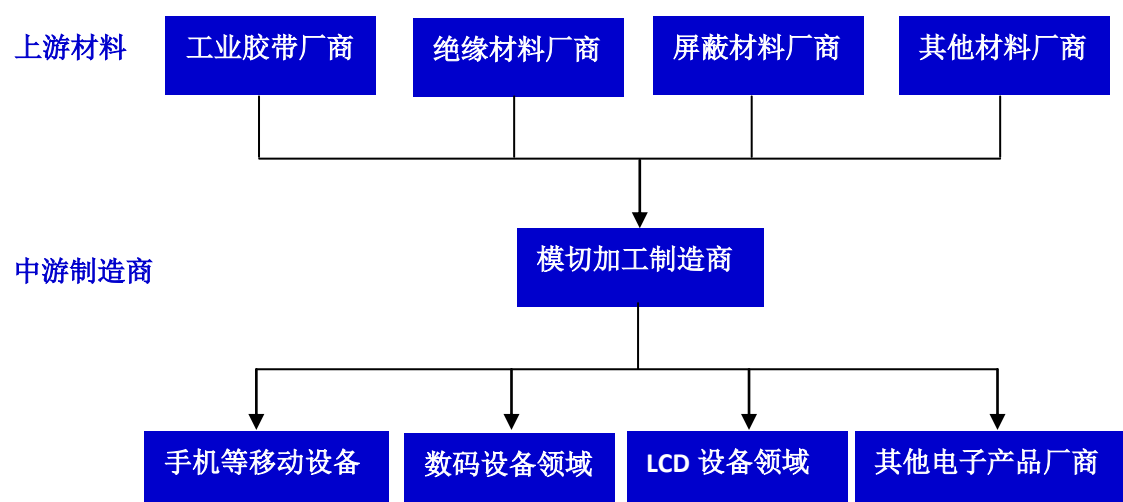 上游材料
工业胶带厂商
绝缘材料厂商
屏蔽材料厂商
其他材料厂商
中游制造商
模切加工制造商
手机等移动设备
数码设备领域
LCD 设备领域
其他电子产品厂商